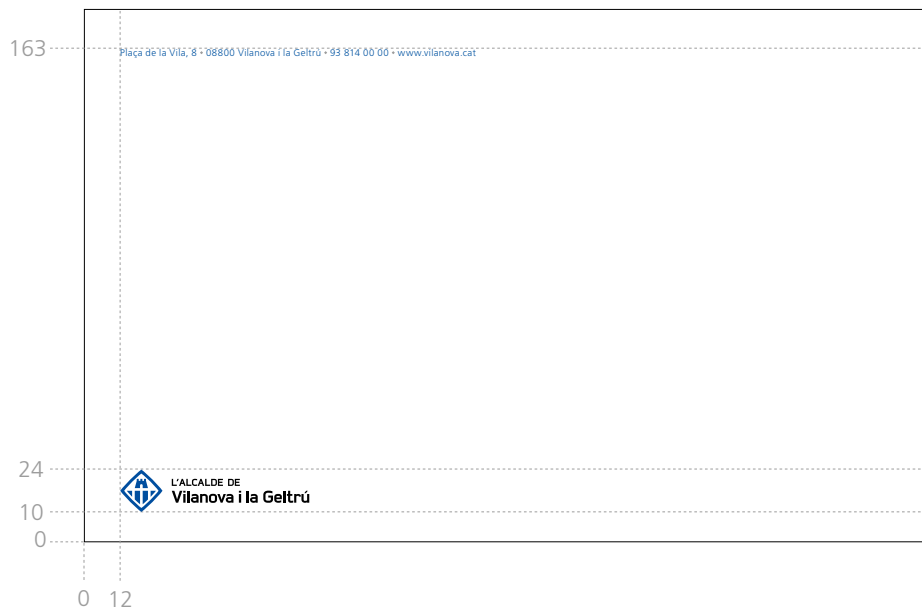 163
Plaça de la Vila, 8 • 08800 Vilanova i la Geltrú • 93 814 00 00 • www.vilanova.cat
24
L'ALCALDE DE
Vilanova i la Geltrú
10
0
0 12